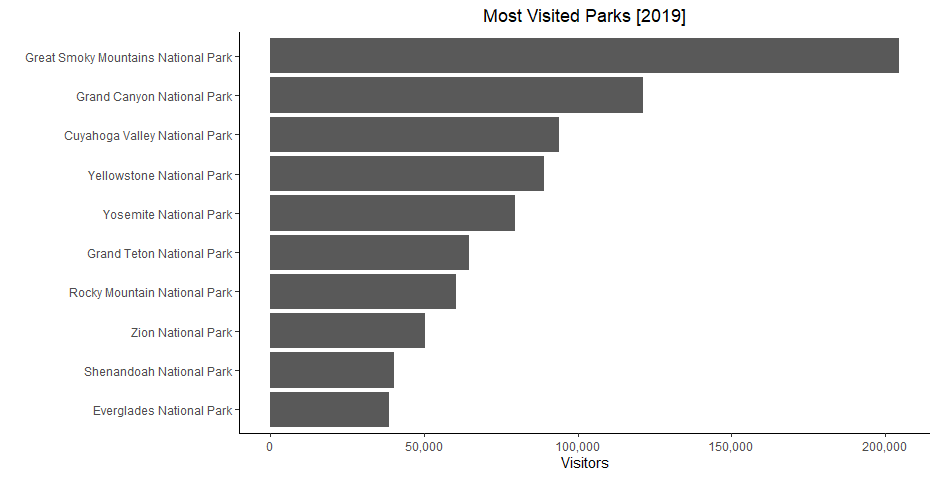 Most Visited Parks [2019]
Great Smoky Mountains National Park
Grand Canyon National Park
Cuyahoga Valley National Park
Yellowstone National Park
Yosemite National Park
Grand Teton National Park
Rocky Mountain National Park
Zion National Park
Shenandoah National Park
Everglades National Park
0 50,000 100,000 150,000 200,000
Visitors